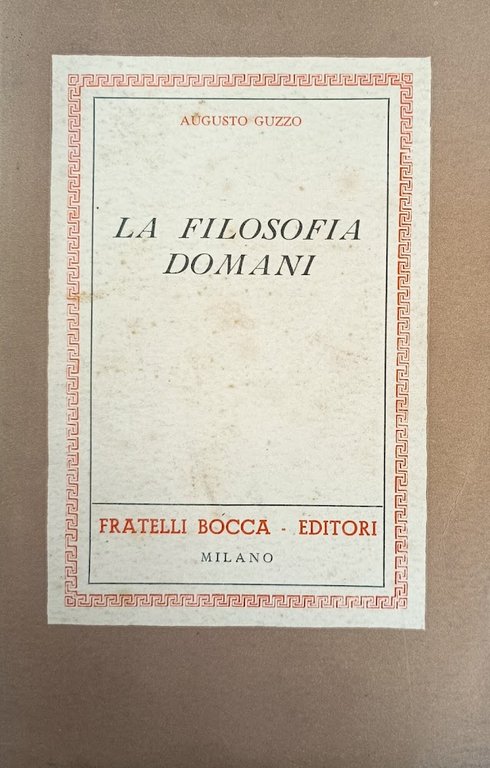 AUGUSTO GUZZO
LA FILOSOFIA
DOMANI
FRATELLI BOCCA - EDITORI
MILANO